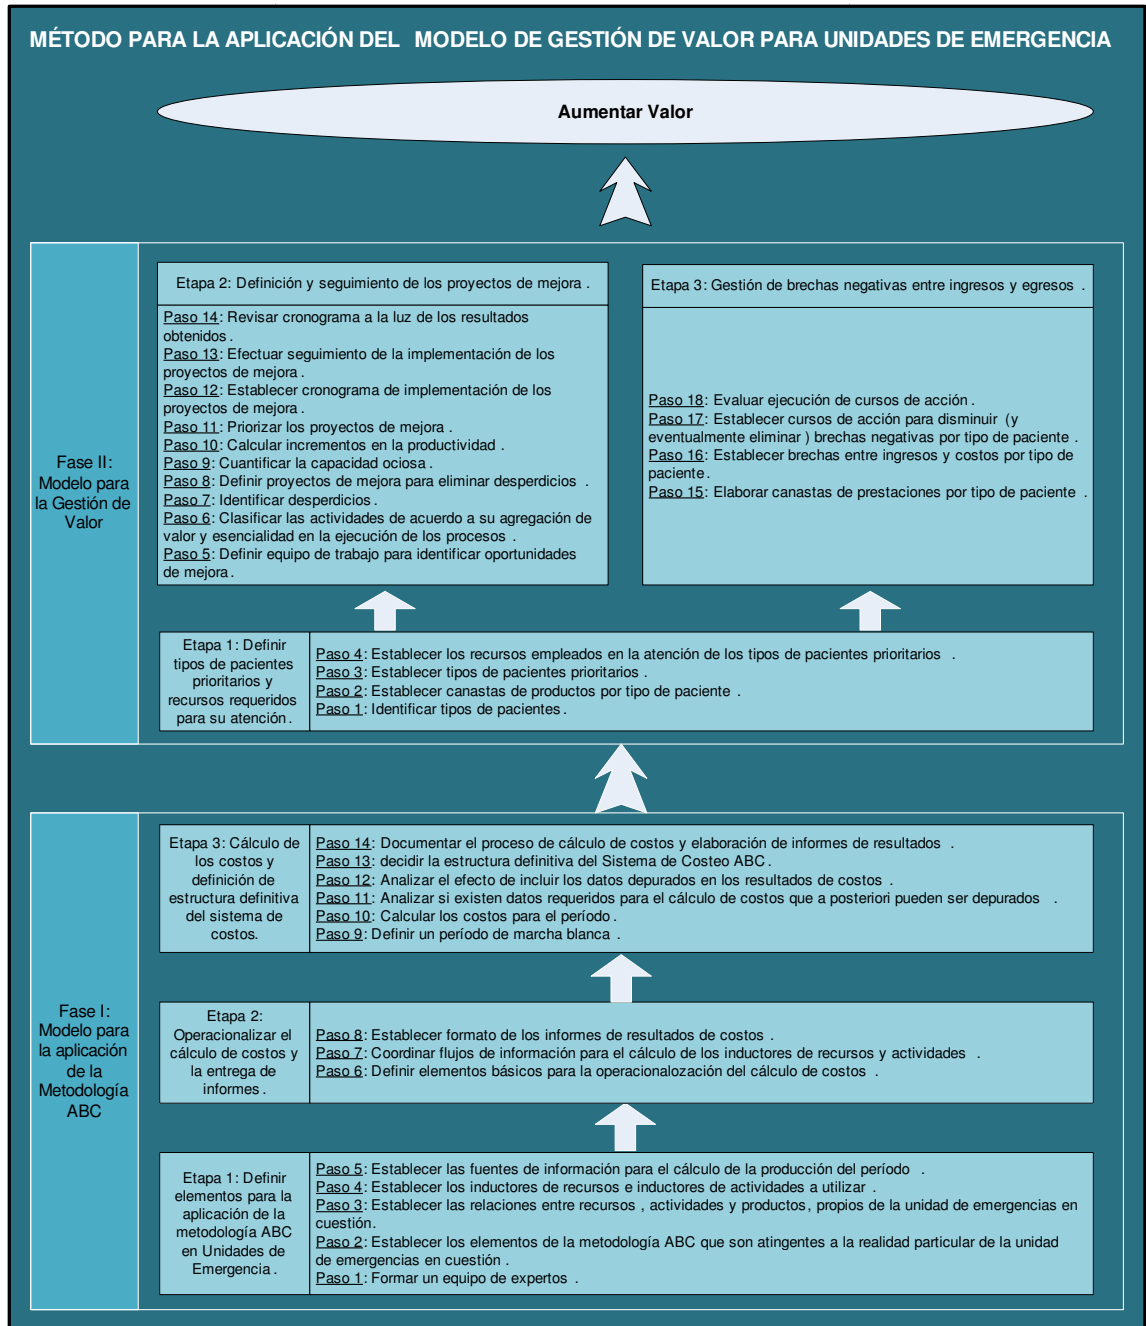 MÉTODO PARA LA APLICACIÓN DEL MODELO DE GESTIÓN DE VALOR PARA UNIDADES DE EMERGENCIA
Aumentar Valor
Fase II:
Modelo para
la Gestión de
Valor
Etapa 2: Definición y seguimiento de los proyectos de mejora .
Paso 14: Revisar cronograma a la luz de los resultados
obtenidos .
Paso 13: Efectuar seguimiento de la implementación de los
proyectos de mejora .
Paso 12: Establecer cronograma de implementación de los
proyectos de mejora .
Paso 11: Priorizar los proyectos de mejora .
Paso 10: Calcular incrementos en la productividad .
Paso 9: Cuantificar la capacidad ociosa .
Paso 8: Definir proyectos de mejora para eliminar desperdicios .
Paso 7: Identificar desperdicios .
Paso 6: Clasificar las actividades de acuerdo a su agregación de
valor y esencialidad en la ejecución de los procesos .
Paso 5: Definir equipo de trabajo para identificar oportunidades
de mejora .
Etapa 3: Gestión de brechas negativas entre ingresos y egresos .
Paso 18: Evaluar ejecución de cursos de acción .
Paso 17: Establecer cursos de acción para disminuir (y
eventualmente eliminar ) brechas negativas por tipo de paciente .
Paso 16: Establecer brechas entre ingresos y costos por tipo de
paciente .
Paso 15: Elaborar canastas de prestaciones por tipo de paciente .
Etapa 1: Definir
tipos de pacientes
prioritarios y
recursos requeridos
para su atención .
Paso 4: Establecer los recursos empleados en la atención de los tipos de pacientes prioritarios .
Paso 3: Establecer tipos de pacientes prioritarios .
Paso 2: Establecer canastas de productos por tipo de paciente .
Paso 1: Identificar tipos de pacientes .
Fase I:
Modelo para
la aplicación
de la
Metodología
ABC
Etapa 3: Cálculo de
los costos y
definición de
estructura definitiva
del sistema de
costos.
Paso 14: Documentar el proceso de cálculo de costos y elaboración de informes de resultados .
Paso 13: decidir la estructura definitiva del Sistema de Costeo ABC .
Paso 12: Analizar el efecto de incluir los datos depurados en los resultados de costos .
Paso 11: Analizar si existen datos requeridos para el cálculo de costos que a posteriori pueden ser depurados .
Paso 10: Calcular los costos para el período .
Paso 9: Definir un período de marcha blanca .
Etapa 2:
Operacionalizar el
cálculo de costos y
la entrega de
informes .
Paso 8: Establecer formato de los informes de resultados de costos .
Paso 7: Coordinar flujos de información para el cálculo de los inductores de recursos y actividades .
Paso 6: Definir elementos básicos para la operacionalozación del cálculo de costos .
Etapa 1: Definir
elementos para la
aplicación de la
metodología ABC
en Unidades de
Emergencia .
Paso 5: Establecer las fuentes de información para el cálculo de la producción del período .
Paso 4: Establecer los inductores de recursos e inductores de actividades a utilizar .
Paso 3: Establecer las relaciones entre recursos , actividades y productos, propios de la unidad de emergencias en
cuestión.
Paso 2: Establecer los elementos de la metodología ABC que son atingentes a la realidad particular de la unidad
de emergencias en cuestión .
Paso 1: Formar un equipo de expertos .